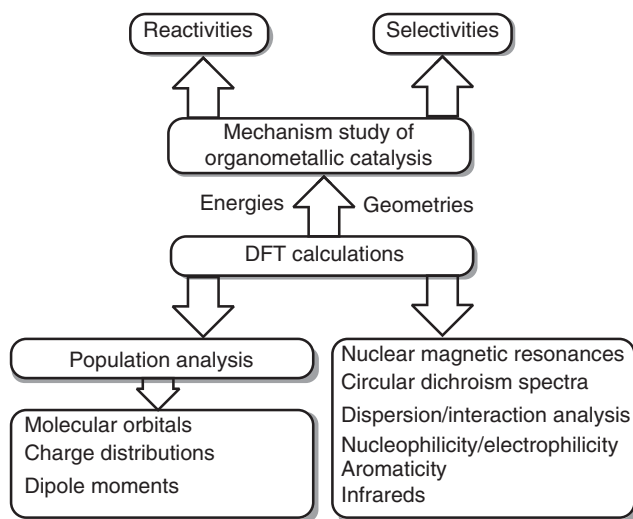 Reactivities
Selectivities
Mechanism study of
organometallic catalysis
Energies
Geometries
DFT calculations
Population analysis
Molecular orbitals
Charge distributions
Dipole moments
Nuclear magnetic resonances
Circular dichroism spectra
Dispersion/interaction analysis
Nucleophilicity/electrophilicity
Aromaticity
Infrareds